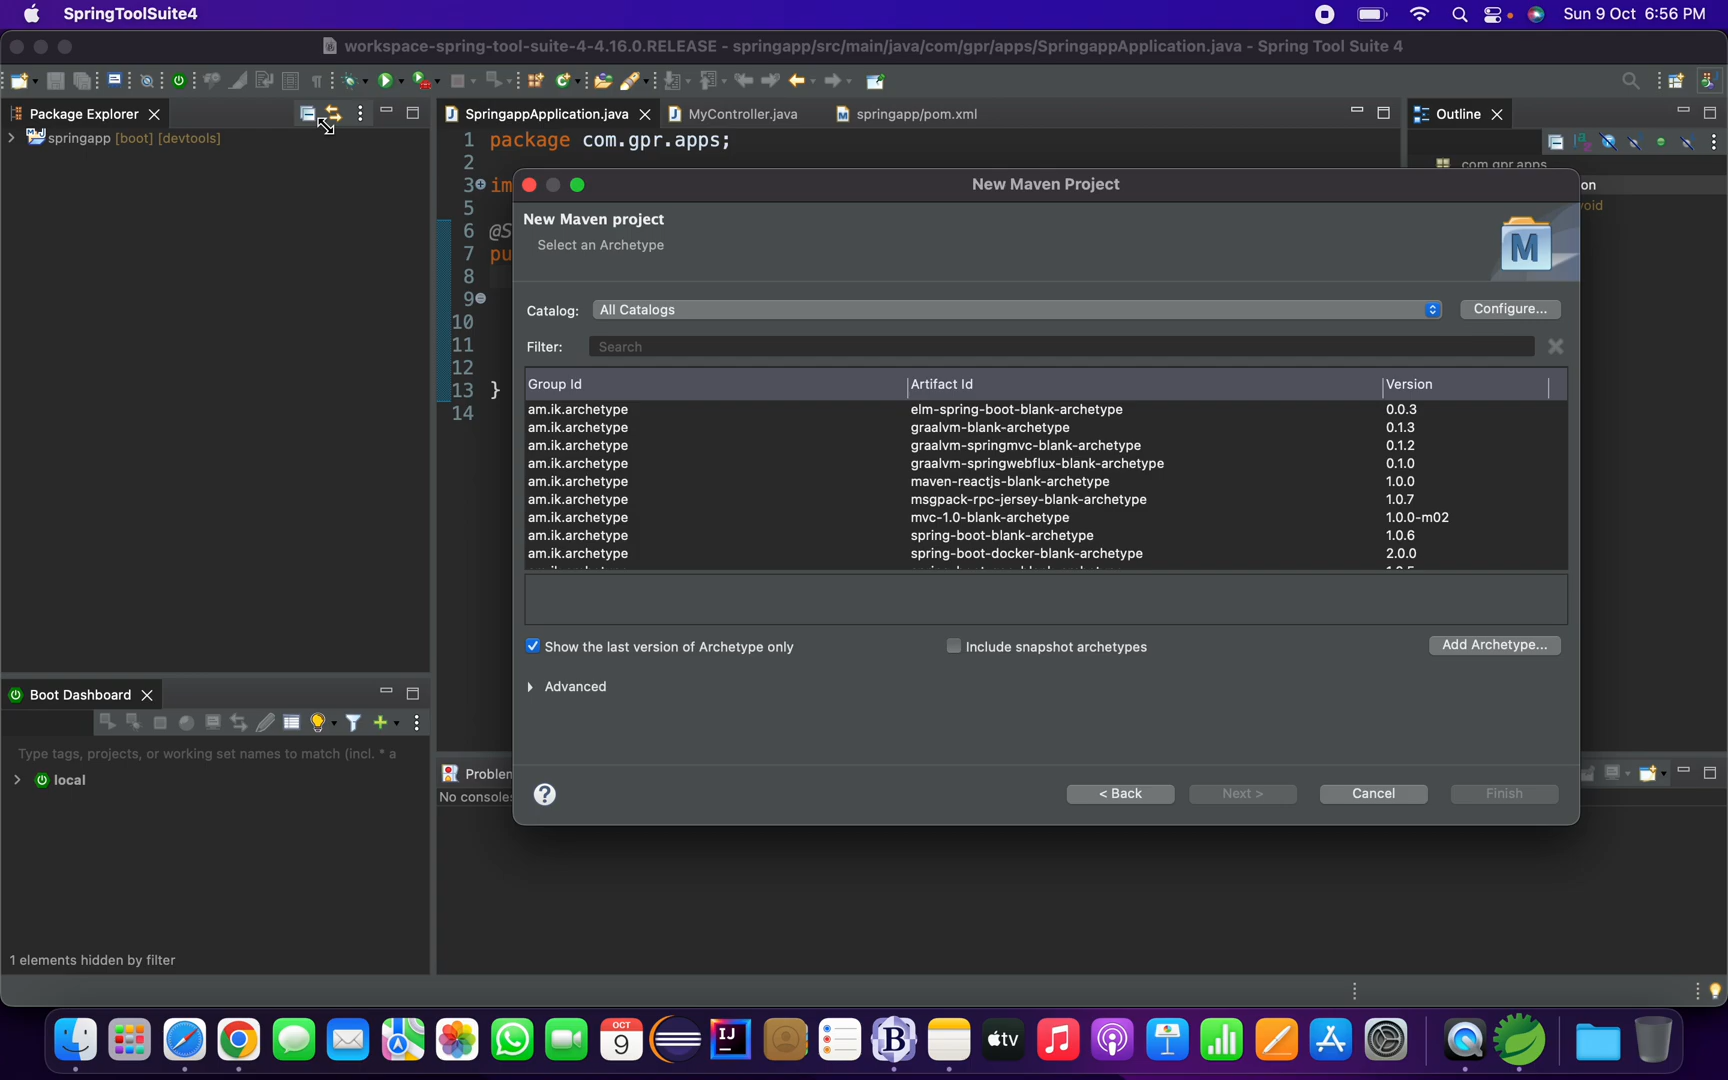 SpringToolSuite4
Sun 9 Oct 6:56 PM
workspace-spring-tool-suite-4-4.16.0.RELEASE - springapp/src/main/java/com/gpr/apps/SpringappApplication.java - Spring Tool Suite 4
Package Explorer
SpringappApplication.java
MyController.java
springapp/pom.xml
Outline
springapp [boot] [devtools]
1 package com.gpr.apps;
2
3 im
5
6 @S
7 pu
8
9
10
11
12
13 }
14
com.gpr.apps
on
void
New Maven Project
New Maven project
Select an Archetype
M
Catalog: All Catalogs Configure...
Filter: Search
Group Id Artifact Id Version
am.ik.archetype elm-spring-boot-blank-archetype 0.0.3
am.ik.archetype graalvm-blank-archetype 0.1.3
am.ik.archetype graalvm-springmvc-blank-archetype 0.1.2
am.ik.archetype graalvm-springwebflux-blank-archetype 0.1.0
am.ik.archetype maven-reactjs-blank-archetype 1.0.0
am.ik.archetype msgpack-rpc-jersey-blank-archetype 1.0.7
am.ik.archetype mvc-1.0-blank-archetype 1.0.0-m02
am.ik.archetype spring-boot-blank-archetype 1.0.6
am.ik.archetype spring-boot-docker-blank-archetype 2.0.0
Show the last version of Archetype only Include snapshot archetypes Add Archetype...
Advanced
< Back Next > Cancel Finish
Boot Dashboard
Type tags, projects, or working set names to match (incl. * a
local
1 elements hidden by filter
Problem
No consoles
OCT
9
IJ
B
tv